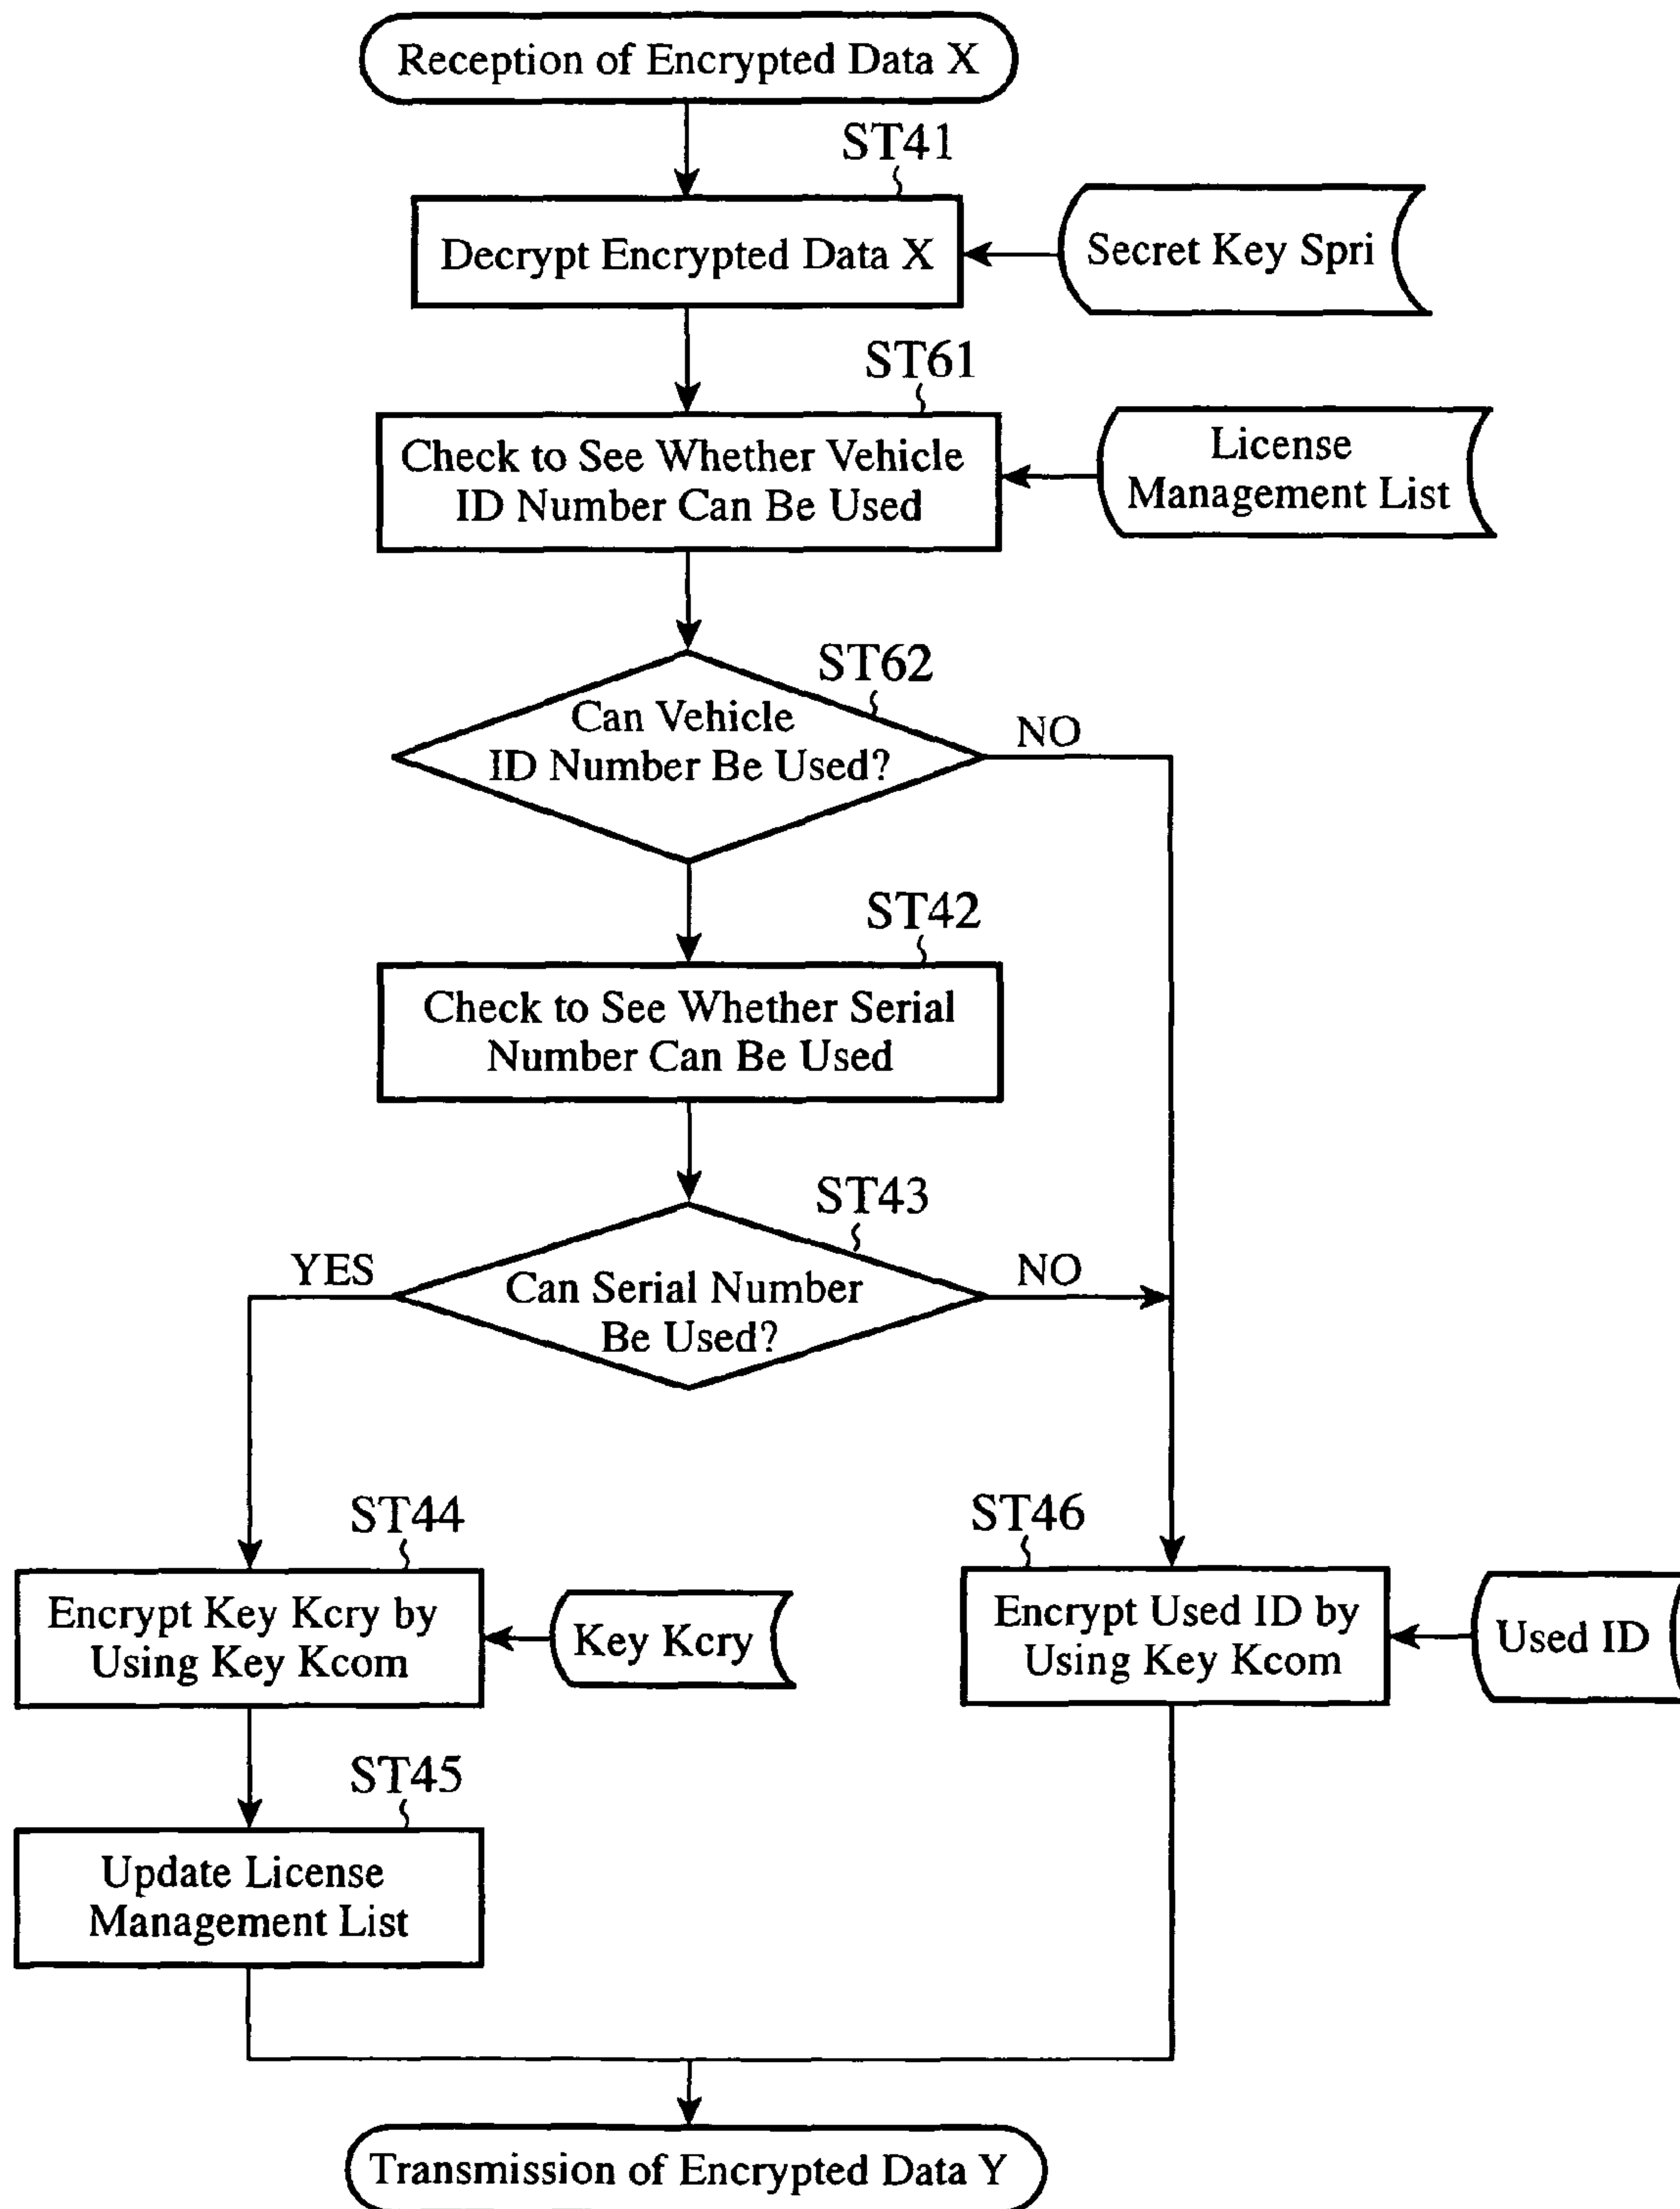 Reception of Encrypted Data X
ST41
Decrypt Encrypted Data X
Secret Key Spri
ST61
Check to See Whether Vehicle
ID Number Can Be Used
License
Management List
ST62
Can Vehicle
ID Number Be Used?
NO
ST42
Check to See Whether Serial
Number Can Be Used
ST43
YES
Can Serial Number
Be Used?
NO
ST44
Encrypt Key Kcry by
Using Key Kcom
Key Kcry
ST46
Encrypt Used ID by
Using Key Kcom
Used ID
ST45
Update License
Management List
Transmission of Encrypted Data Y